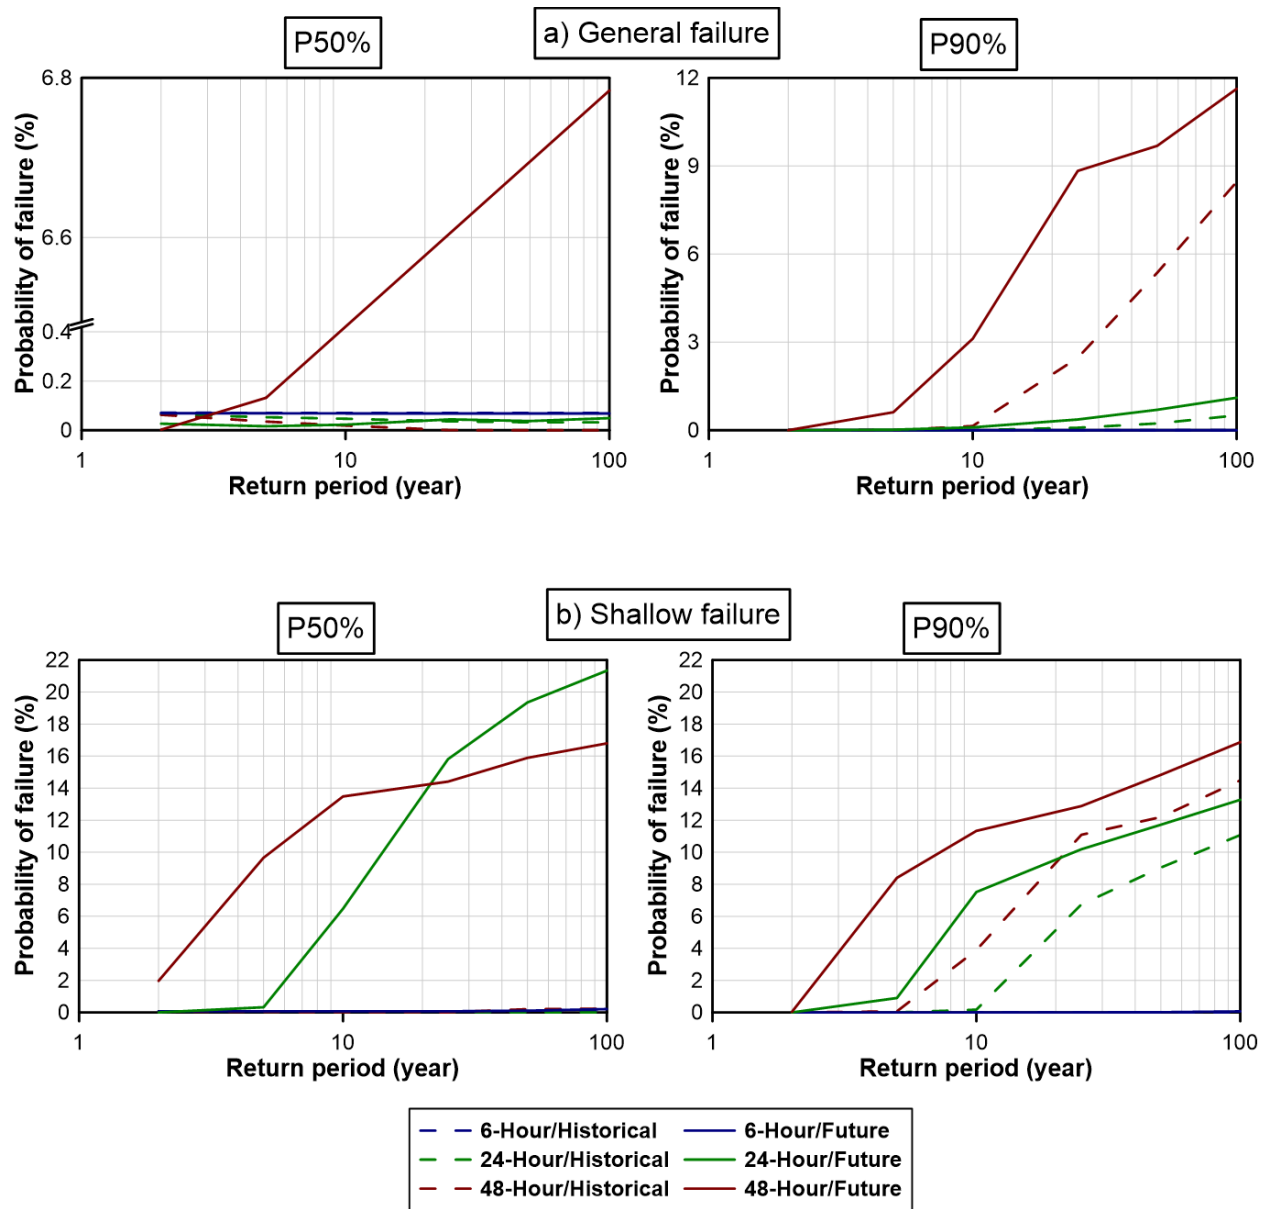 a) General failure
P50%
P90%
Probability of failure (%)
6.8
6.6
0.4
0.2
0
1
10
100
Return period (year)
Probability of failure (%)
12
9
6
3
0
1
10
100
Return period (year)
b) Shallow failure
P50%
P90%
Probability of failure (%)
22
20
18
16
14
12
10
8
6
4
2
0
1
10
100
Return period (year)
Probability of failure (%)
22
20
18
16
14
12
10
8
6
4
2
0
1
10
100
Return period (year)
6-Hour/Historical
6-Hour/Future
24-Hour/Historical
24-Hour/Future
48-Hour/Historical
48-Hour/Future